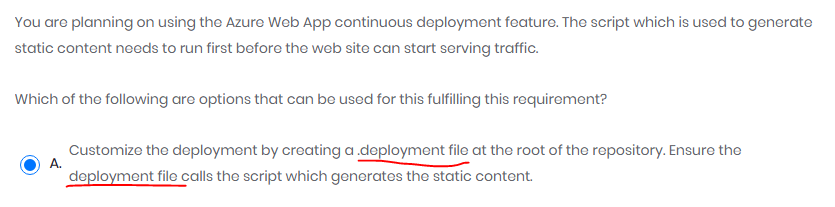 You are planning on using the Azure Web App continuous deployment feature. The script which is used to generate
static content needs to run first before the web site can start serving traffic.
Which of the following are options that can be used for this fulfilling this requirement?
A. Customize the deployment by creating a .deployment file at the root of the repository. Ensure the
deployment file calls the script which generates the static content.